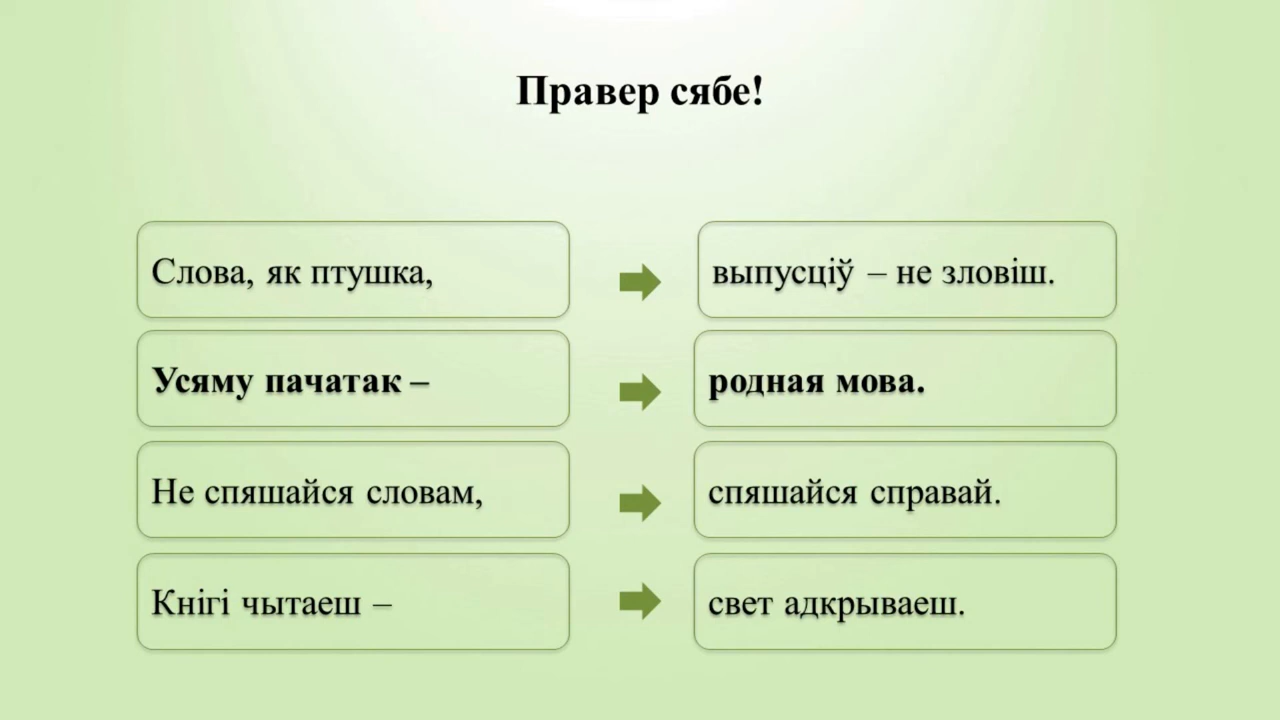 Правер сябе!
Слова, як птушка,
выпусціў – не зловіш.
Усяму пачатак –
родная мова.
Не спяшайся словам,
спяшайся справай.
Кнігі чытаеш –
свет адкрываеш.